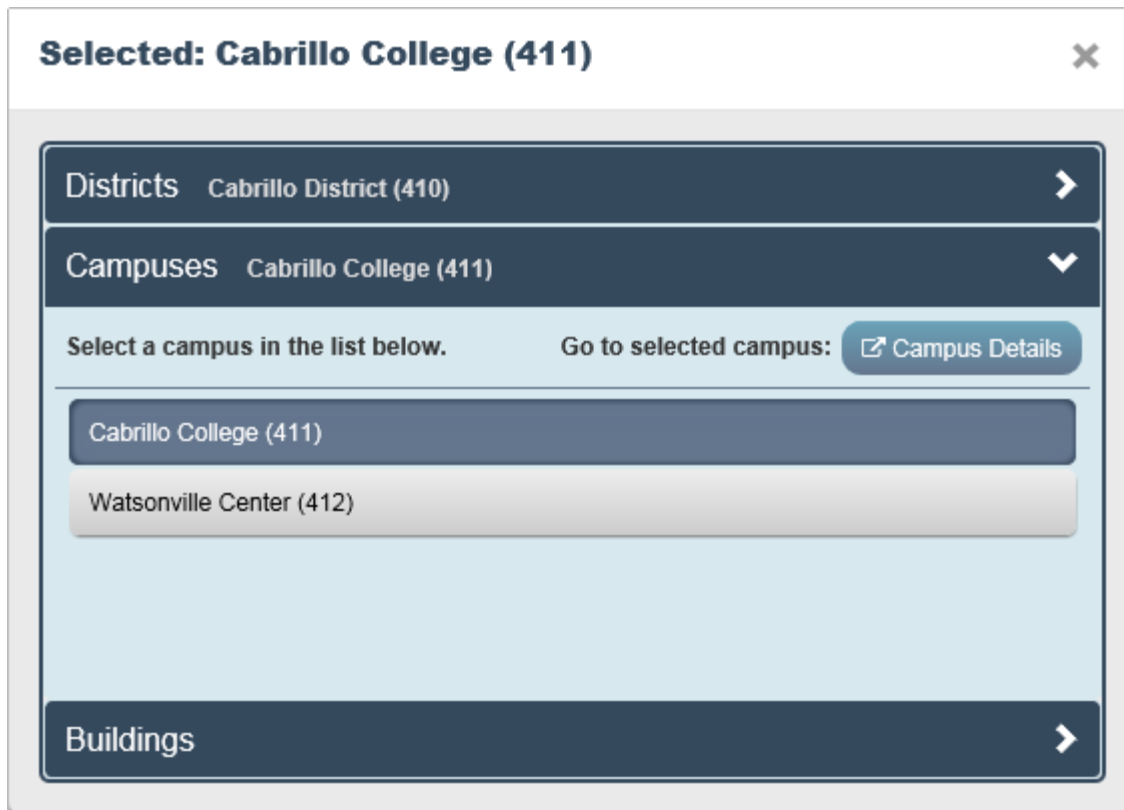 Selected: Cabrillo College (411)
Districts Cabrillo District (410)
Campuses Cabrillo College (411)
Select a campus in the list below. Go to selected campus: Campus Details
Cabrillo College (411)
Watsonville Center (412)
Buildings